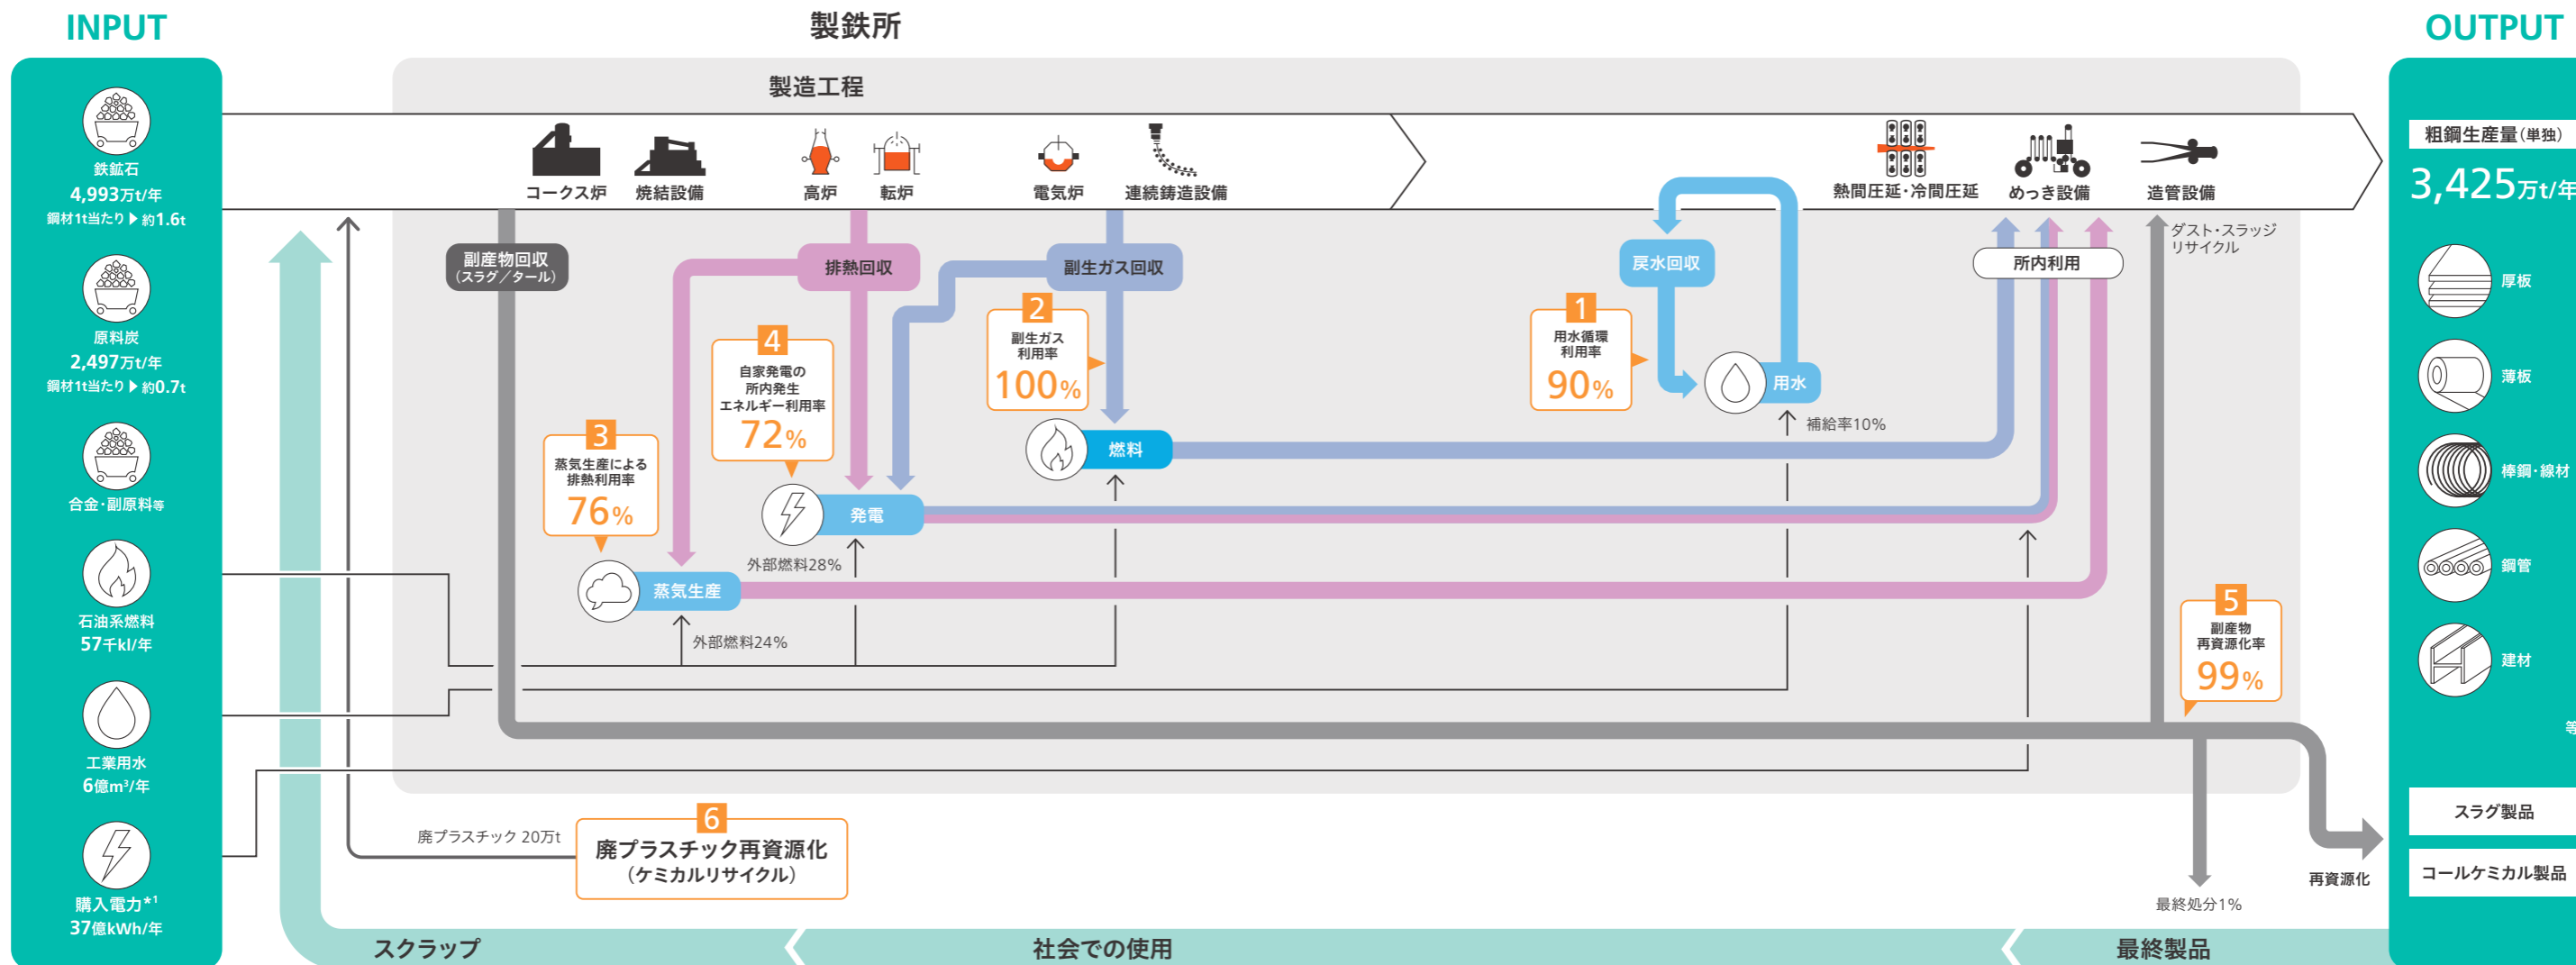 INPUT
製鉄所
OUTPUT
鉄鉱石
4,993万t/年
鋼材1t当たり▶約1.6t
原料炭
2,497万t/年
鋼材1t当たり▶約0.7t
合金・副原料等
石油系燃料
57千kl/年
工業用水
6億m³/年
購入電力*¹
37億kWh/年
製造工程
コークス炉
焼結設備
高炉
転炉
電気炉
連続鋳造設備
熱間圧延・冷間圧延
めっき設備
造管設備
副産物回収
(スラグ/タール)
排熱回収
副生ガス回収
戻水回収
所内利用
ダスト・スラッジ
リサイクル
1
用水循環
利用率
90%
2
副生ガス
利用率
100%
3
蒸気生産による
排熱利用率
76%
4
自家発電の
所内発生
エネルギー利用率
72%
用水
補給率10%
燃料
発電
外部燃料28%
蒸気生産
外部燃料24%
5
副産物
再資源化率
99%
6
廃プラスチック再資源化
(ケミカルリサイクル)
廃プラスチック 20万t
再資源化
最終処分1%
スクラップ
社会での使用
最終製品
粗鋼生産量(単独)
3,425万t/年
厚板
薄板
棒鋼・線材
鋼管
建材
等
スラグ製品
コールケミカル製品